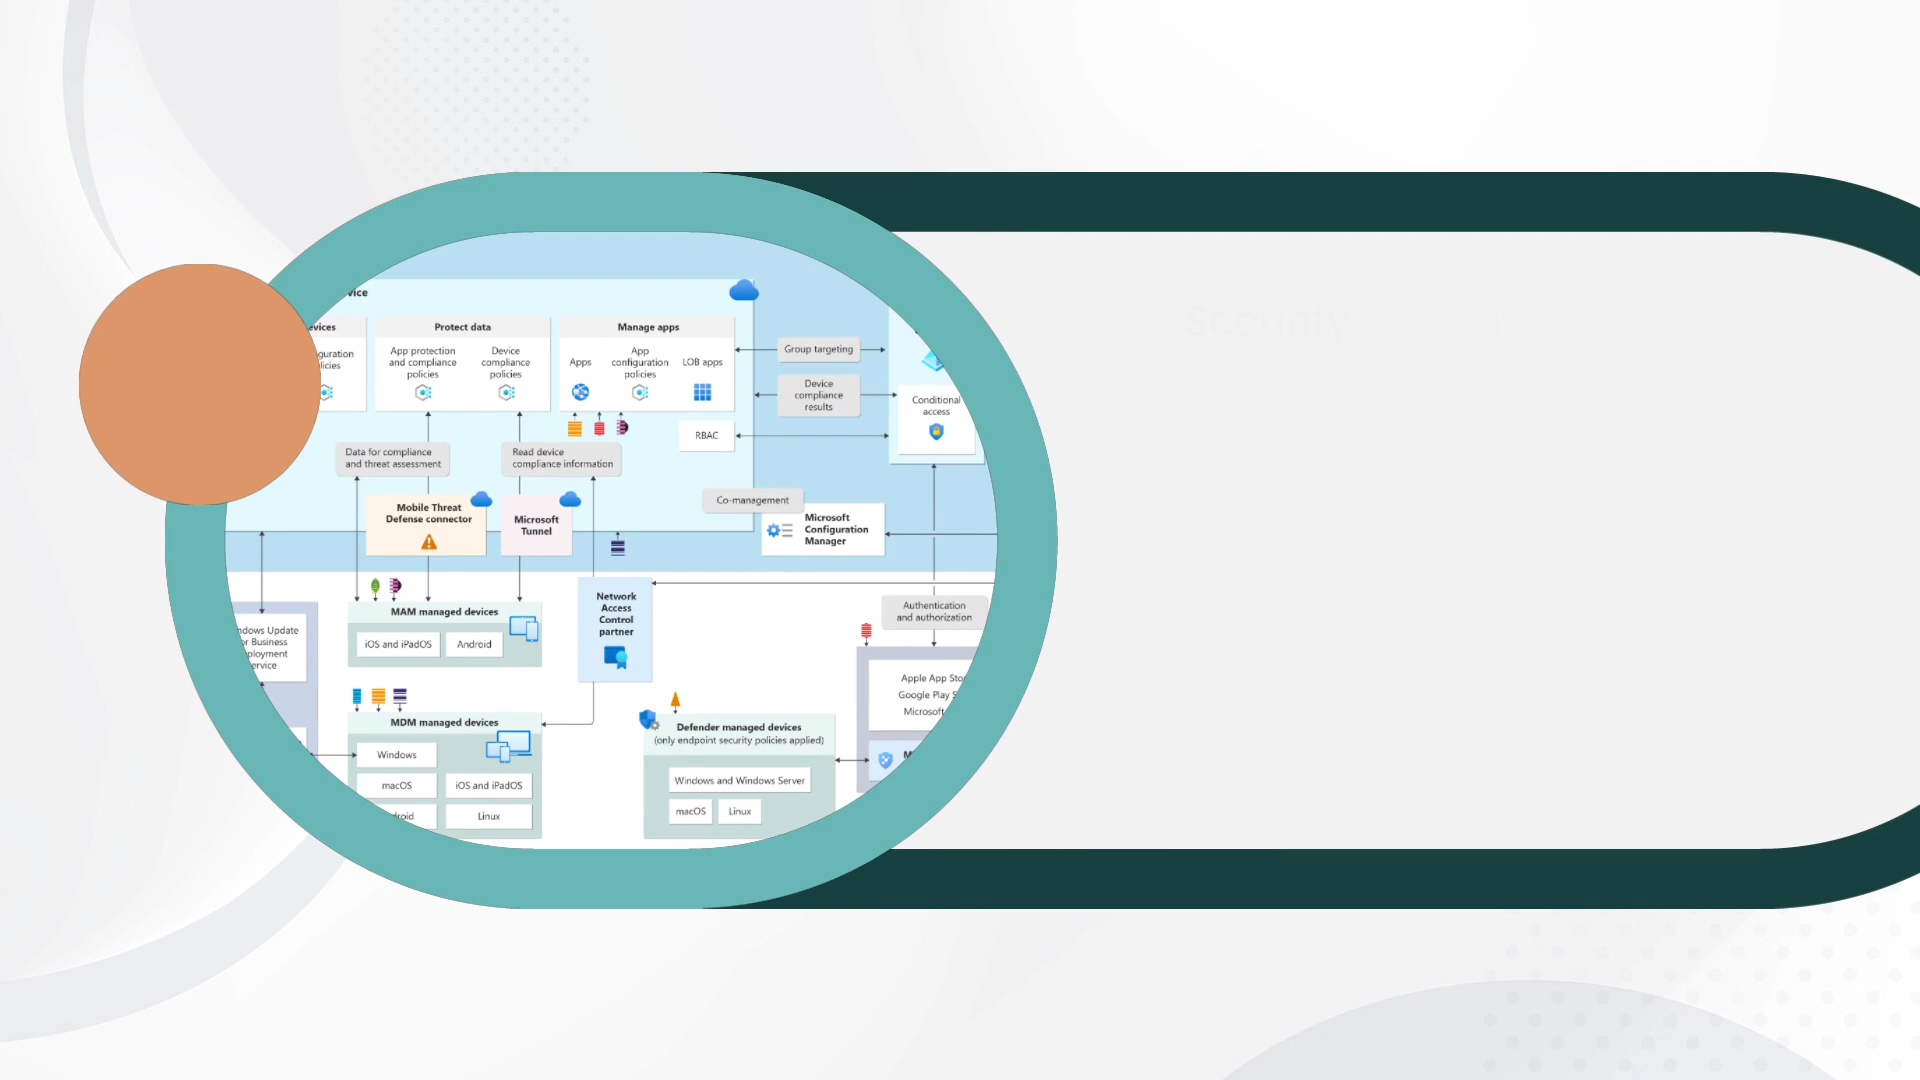 vice
evices
Protect data
Manage apps
guration
licies
App protection
and compliance
policies
Device
compliance
policies
Apps
App
configuration
policies
LOB apps
RBAC
Group targeting
Device
compliance
results
Conditional
access
Data for compliance
and threat assessment
Read device
compliance information
Mobile Threat
Defense connector
Microsoft
Tunnel
Co-management
Microsoft
Configuration
Manager
Network
Access
Control
partner
Authentication
and authorization
ndows Update
or Business
ployment
ervice
MAM managed devices
iOS and iPadOS
Android
Apple App Sto
Google Play S
Microsoft
MDM managed devices
Windows
macOS
iOS and iPadOS
roid
Linux
Defender managed devices
(only endpoint security policies applied)
Windows and Windows Server
macOS
Linux
M
Security